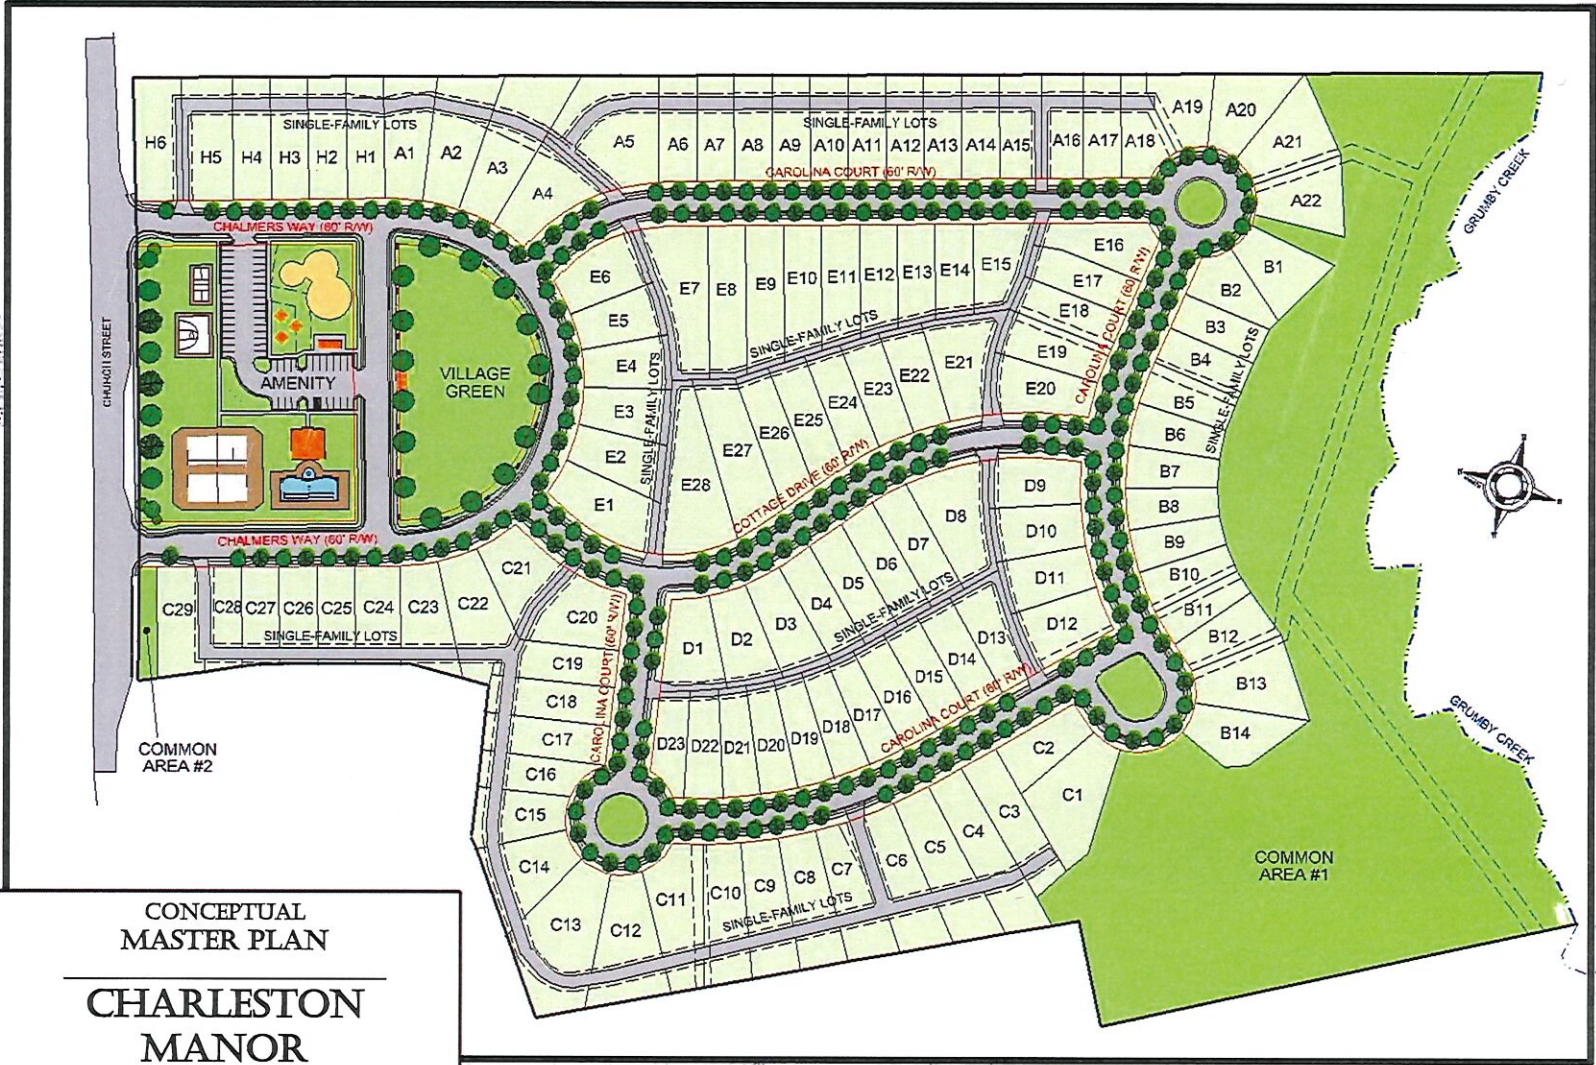 H6
H5
H4
H3
H2
H1
A1
A2
A3
A4
SINGLE-FAMILY LOTS
A5
A6
A7
A8
A9
A10
A11
A12
A13
A14
A15
A16
A17
A18
A19
A20
A21
A22
SINGLE-FAMILY LOTS
CAROLINA COURT (60' R/W)
CHALMERS WAY (60' R/W)
GRUMBY CREEK
CHURCH STREET
AMENITY
VILLAGE
GREEN
E6
E5
E4
E3
E2
E1
SINGLE-FAMILY LOTS
SINGLE-FAMILY LOTS
E7
E8
E9
E10
E11
E12
E13
E14
E15
SINGLE-FAMILY LOTS
E16
E17
E18
E19
E20
CAROLINA COURT (60' R/W)
CAROLINA COURT (60' R/W)
B1
B2
B3
B4
B5
B6
B7
B8
B9
B10
B11
B12
B13
B14
SINGLE-FAMILY LOTS
E21
E22
E23
E24
E25
E26
E27
E28
COTTAGE DRIVE (60' R/W)
CHALMERS WAY (60' R/W)
C29
C28
C27
C26
C25
C24
C23
C22
C21
SINGLE-FAMILY LOTS
C20
C19
C18
C17
C16
C15
C14
C13
C12
C11
C10
C9
C8
C7
C6
C5
C4
C3
C2
C1
SINGLE-FAMILY LOTS
CAROLINA COURT (60' R/W)
D1
D2
D3
D4
D5
D6
D7
D8
D9
D10
D11
D12
SINGLE-FAMILY LOTS
D13
D14
D15
D16
D17
D18
D19
D20
D21
D22
D23
CAROLINA COURT (60' R/W)
COMMON
AREA #2
GRUMBY CREEK
COMMON
AREA #1
CONCEPTUAL
MASTER PLAN
CHARLESTON
MANOR